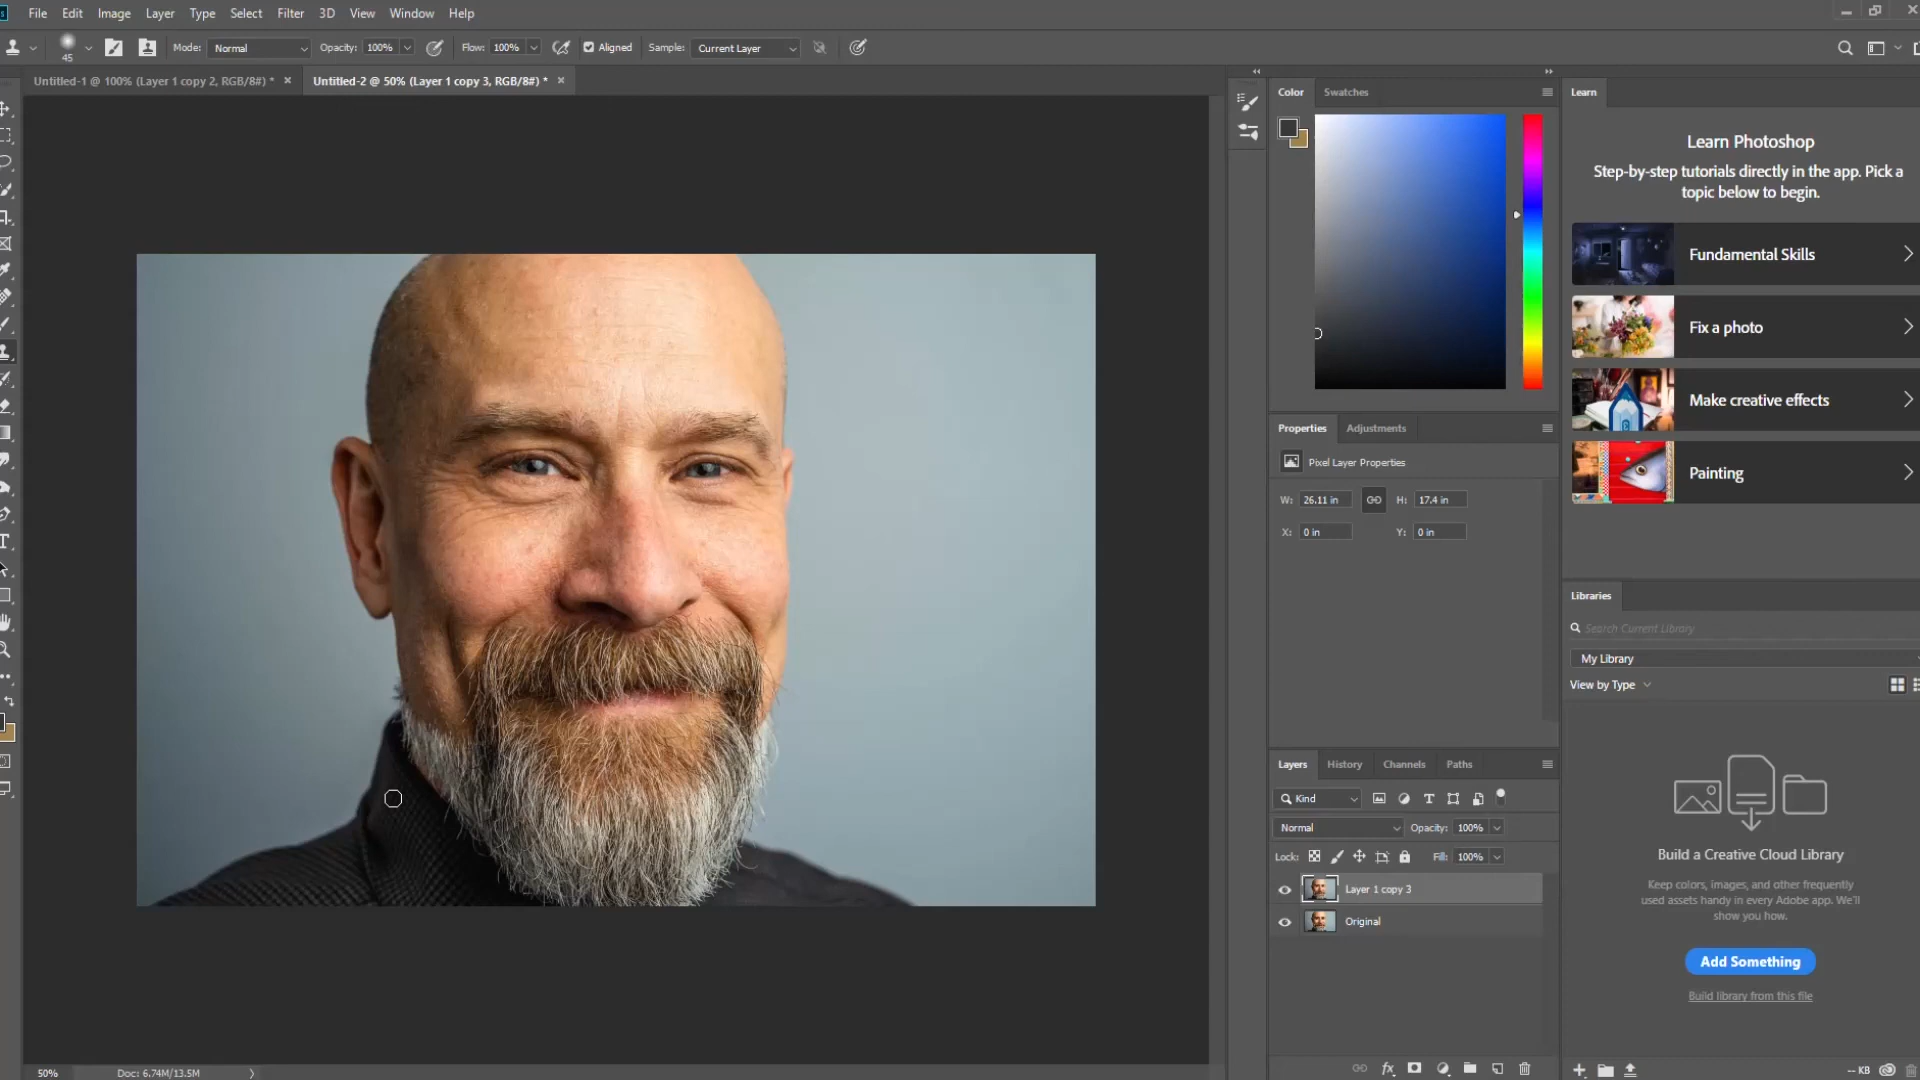 File Edit Image Layer Type Select Filter 3D View Window Help
45 Mode: Normal Opacity: 100% Flow: 100% Aligned Sample: Current Layer
Untitled-1 @ 100% (Layer 1 copy 2, RGB/8#) * × Untitled-2 @ 50% (Layer 1 copy 3, RGB/8#) * ×
Color Swatches
Learn
Learn Photoshop
Step-by-step tutorials directly in the app. Pick a
topic below to begin.
Fundamental Skills
Fix a photo
Make creative effects
Painting
Properties Adjustments
Pixel Layer Properties
W: 26.11 in H: 17.4 in
X: 0 in Y: 0 in
Libraries
Search Current Library
My Library
View by Type
Layers History Channels Paths
Kind
Normal Opacity: 100%
Lock: Fill: 100%
Layer 1 copy 3
Original
Build a Creative Cloud Library
Keep colors, images, and other frequently
used assets handy in every Adobe app. We'll
show you how.
Add Something
Build library from this file
50% Doc: 6.74M/13.5M
-- KB